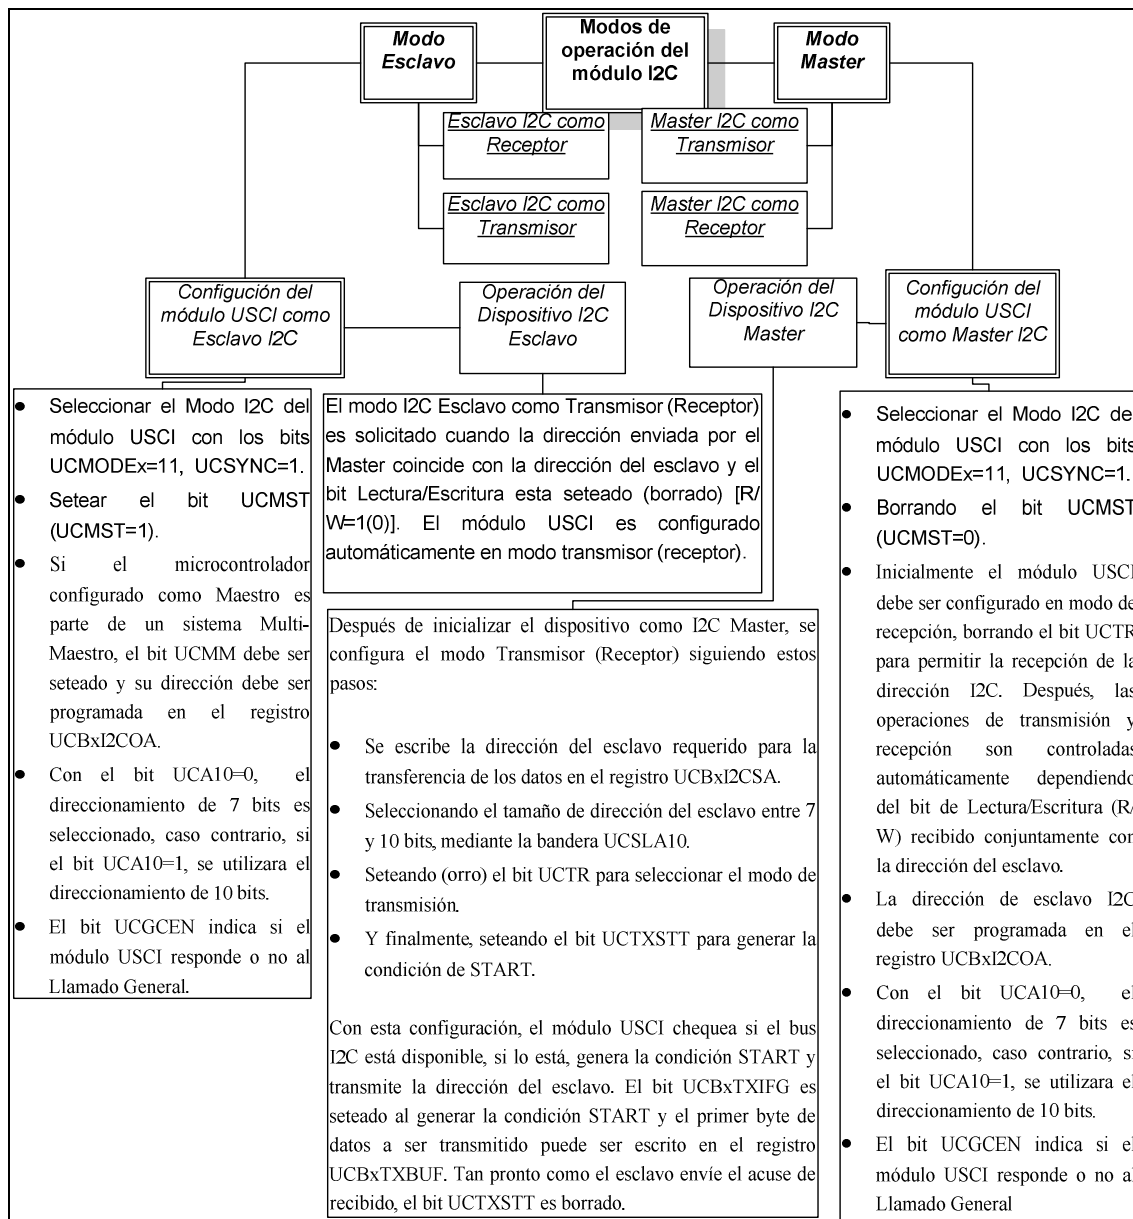 Modo
Esclavo
Modos de
operación del
módulo I2C
Modo
Master
Esclavo I2C como
Receptor
Master I2C como
Transmisor
Esclavo I2C como
Transmisor
Master I2C como
Receptor
Configución del
módulo USCI como
Esclavo I2C
Operación del
Dispositivo I2C
Esclavo
Operación del
Dispositivo I2C
Master
Configución del
módulo USCI
como Master I2C
• Seleccionar el Modo I2C del
módulo USCI con los bits
UCMODEx=11, UCSYNC=1.
• Setear el bit UCMST
(UCMST=1).
• Si el microcontrolador
configurado como Maestro es
parte de un sistema Multi-
Maestro, el bit UCMM debe ser
seteado y su dirección debe ser
programada en el registro
UCBxI2COA.
• Con el bit UCA10=0, el
direccionamiento de 7 bits es
seleccionado, caso contrario, si
el bit UCA10=1, se utilizara el
direccionamiento de 10 bits.
• El bit UCGCEN indica si el
módulo USCI responde o no al
Llamado General.
El modo I2C Esclavo como Transmisor (Receptor)
es solicitado cuando la dirección enviada por el
Master coincide con la dirección del esclavo y el
bit Lectura/Escritura esta seteado (borrado) [R/
W=1(0)]. El módulo USCI es configurado
automáticamente en modo transmisor (receptor).
Después de inicializar el dispositivo como I2C Master, se
configura el modo Transmisor (Receptor) siguiendo estos
pasos:
• Se escribe la dirección del esclavo requerido para la
transferencia de los datos en el registro UCBxI2CSA.
• Seleccionando el tamaño de dirección del esclavo entre 7
y 10 bits, mediante la bandera UCSLA10.
• Seteando (orro) el bit UCTR para seleccionar el modo de
transmisión.
• Y finalmente, seteando el bit UCTXSTT para generar la
condición de START.
Con esta configuración, el módulo USCI chequea si el bus
I2C está disponible, si lo está, genera la condición START y
transmite la dirección del esclavo. El bit UCBxTXIFG es
seteado al generar la condición START y el primer byte de
datos a ser transmitido puede ser escrito en el registro
UCBxTXBUF. Tan pronto como el esclavo envíe el acuse de
recibido, el bit UCTXSTT es borrado.
• Seleccionar el Modo I2C de
módulo USCI con los bits
UCMODEx=11, UCSYNC=1.
• Borrando el bit UCMST
(UCMST=0).
• Inicialmente el módulo USCI
debe ser configurado en modo de
recepción, borrando el bit UCTR
para permitir la recepción de la
dirección I2C. Después, las
operaciones de transmisión y
recepción son controladas
automáticamente dependiendo
del bit de Lectura/Escritura (R/
W) recibido conjuntamente con
la dirección del esclavo.
• La dirección de esclavo I2C
debe ser programada en el
registro UCBxI2COA.
• Con el bit UCA10=0, el
direccionamiento de 7 bits es
seleccionado, caso contrario, si
el bit UCA10=1, se utilizara el
direccionamiento de 10 bits.
• El bit UCGCEN indica si el
módulo USCI responde o no al
Llamado General